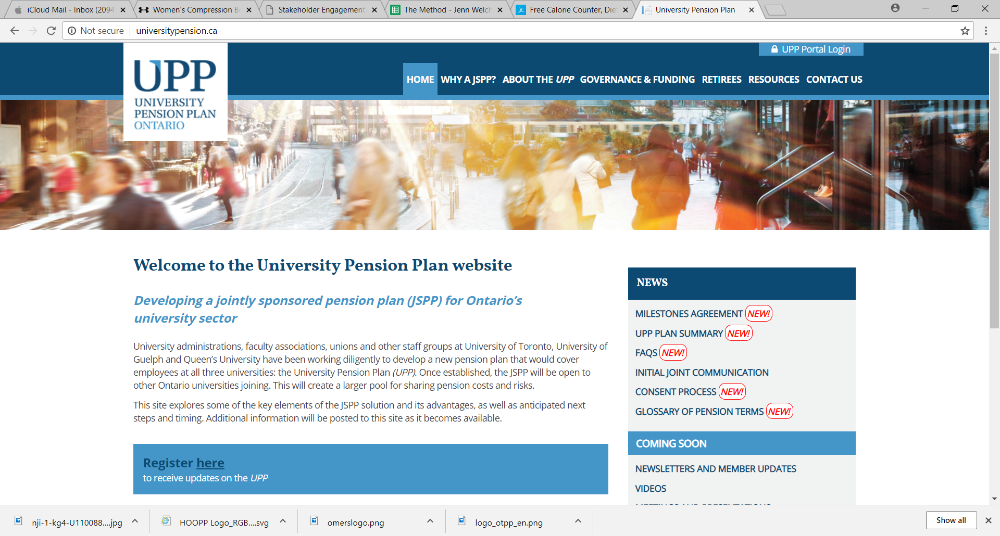 iCloud Mail - Inbox (2094
Women's Compression B
Stakeholder Engagement
The Method - Jenn Welch
Free Calorie Counter, Die
University Pension Plan
Not secure
universitypension.ca
UPP Portal Login
UPP
UNIVERSITY
PENSION PLAN
ONTARIO
HOME
WHY A JSPP?
ABOUT THE UPP
GOVERNANCE & FUNDING
RETIREES
RESOURCES
CONTACT US
Welcome to the University Pension Plan website
Developing a jointly sponsored pension plan (JSPP) for Ontario's
university sector
University administrations, faculty associations, unions and other staff groups at University of Toronto, University of
Guelph and Queen's University have been working diligently to develop a new pension plan that would cover
employees at all three universities: the University Pension Plan (UPP). Once established, the JSPP will be open to
other Ontario universities joining. This will create a larger pool for sharing pension costs and risks.
This site explores some of the key elements of the JSPP solution and its advantages, as well as anticipated next
steps and timing. Additional information will be posted to this site as it becomes available.
Register here
to receive updates on the UPP
NEWS
MILESTONES AGREEMENT NEW!
UPP PLAN SUMMARY NEW!
FAQS NEW!
INITIAL JOINT COMMUNICATION
CONSENT PROCESS NEW!
GLOSSARY OF PENSION TERMS NEW!
COMING SOON
NEWSLETTERS AND MEMBER UPDATES
VIDEOS
MEETINGS AND PRESENTATIONS
nji-1-kg4-U110088....jpg
HOOPP Logo_RGB....svg
omerslogo.png
logo_otpp_en.png
Show all